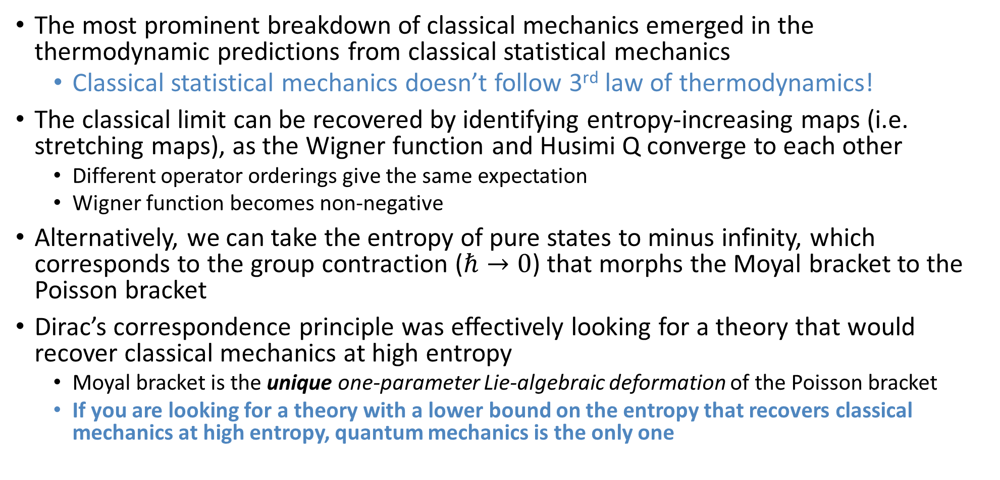 • The most prominent breakdown of classical mechanics emerged in the
thermodynamic predictions from classical statistical mechanics
• Classical statistical mechanics doesn’t follow 3rd law of thermodynamics!
• The classical limit can be recovered by identifying entropy-increasing maps (i.e.
stretching maps), as the Wigner function and Husimi Q converge to each other
• Different operator orderings give the same expectation
• Wigner function becomes non-negative
• Alternatively, we can take the entropy of pure states to minus infinity, which
corresponds to the group contraction (ℏ → 0) that morphs the Moyal bracket to the
Poisson bracket
• Dirac’s correspondence principle was effectively looking for a theory that would
recover classical mechanics at high entropy
• Moyal bracket is the unique one-parameter Lie-algebraic deformation of the Poisson bracket
• If you are looking for a theory with a lower bound on the entropy that recovers classical
mechanics at high entropy, quantum mechanics is the only one